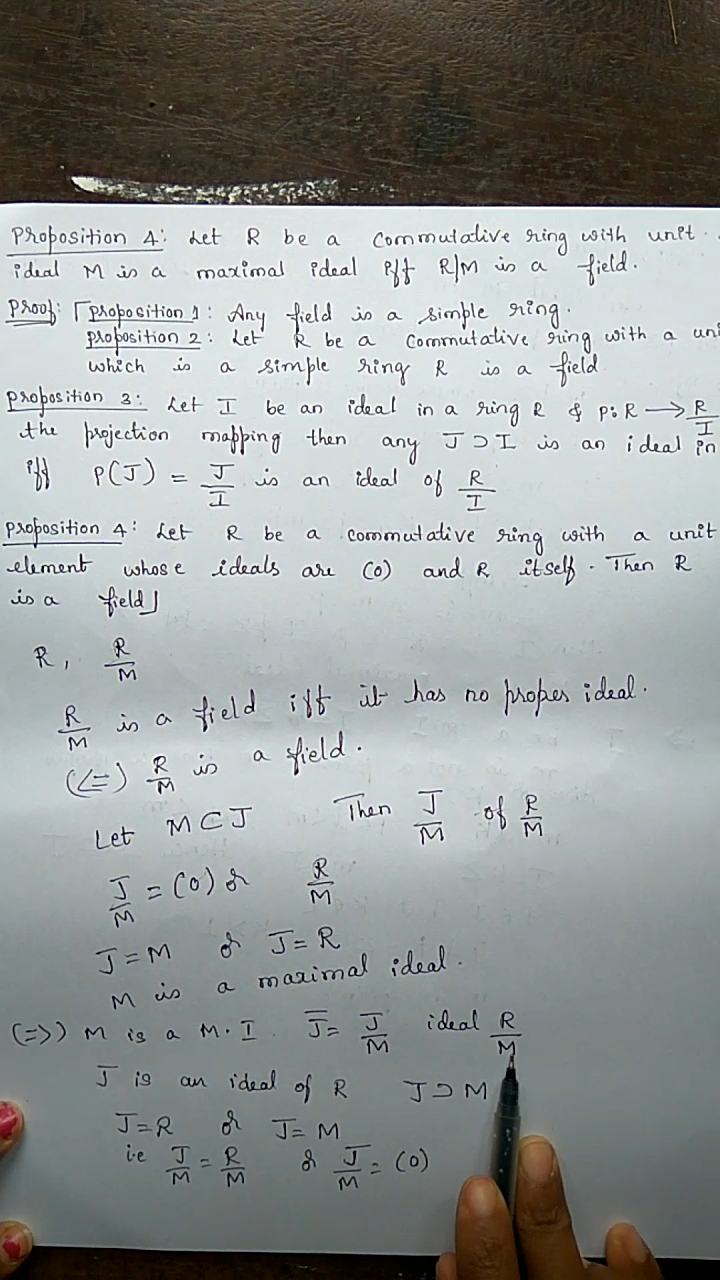 Proposition 4: Let R be a commutative ring with unit.
ideal M is a maximal ideal iff R/M is a field.
Proof: ⌈proposition 1: Any field is a simple ring.
proposition 2: Let R be a commutative ring with a uni
which is a simple ring R is a field
Proposition 3: Let I be an ideal in a ring R & P: R → R/I
the projection mapping then any J ⊃ I is an ideal in
iff P(J) = J/I is an ideal of R/I
Proposition 4: Let R be a commutative ring with a unit
element whose ideals are (0) and R itself. Then R
is a field⌋
R, R/M
R/M is a field iff it has no proper ideal.
(<=) R/M is a field.
Let M ⊂ J Then J/M of R/M
J/M = (0) or R/M
J = M or J = R
M is a maximal ideal.
(=>) M is a M.I. J̅ = J/M ideal R/M
J is an ideal of R J ⊃ M
J = R or J = M
i.e J/M = R/M or J/M = (0)